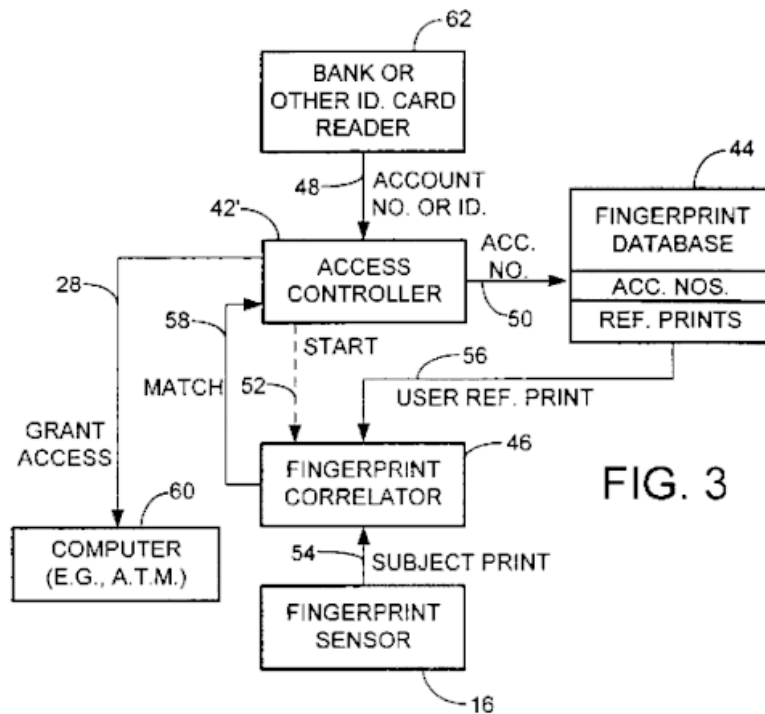 62
BANK OR
OTHER ID. CARD
READER
48
ACCOUNT
NO. OR ID.
44
FINGERPRINT
DATABASE
ACC. NOS.
REF. PRINTS
42'
ACCESS
CONTROLLER
ACC.
NO.
50
28
58
START
MATCH
52
56
USER REF. PRINT
GRANT
ACCESS
46
FINGERPRINT
CORRELATOR
FIG. 3
60
COMPUTER
(E.G., A.T.M.)
54
SUBJECT PRINT
FINGERPRINT
SENSOR
16